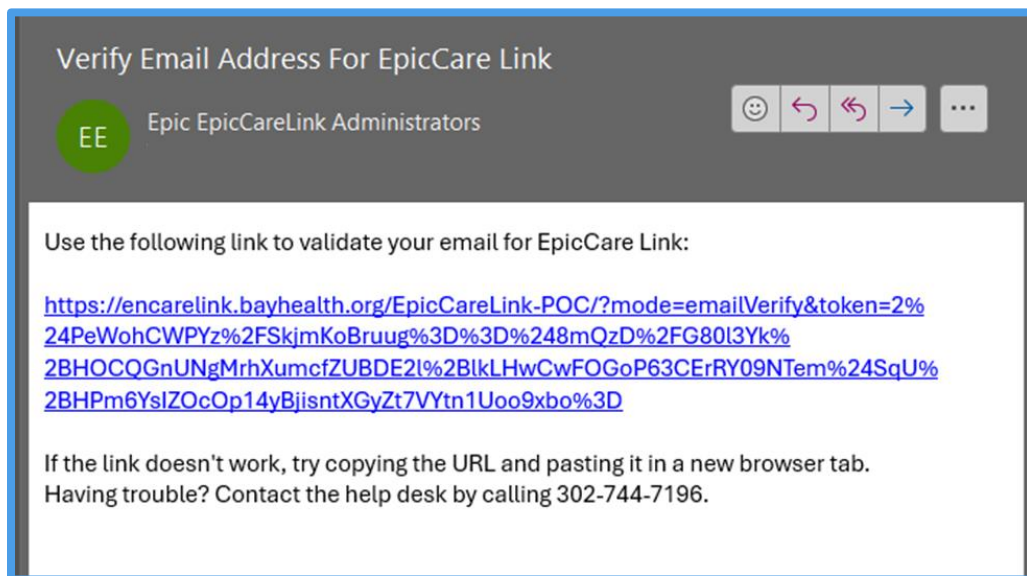 Verify Email Address For EpicCare Link
EE
Epic EpicCareLink Administrators
Use the following link to validate your email for EpicCare Link:
https://encarelink.bayhealth.org/EpicCareLink-POC/?mode=emailVerify&token=2%
24PeWohCWPYz%2FSkjmKoBruug%3D%3D%248mQzD%2FG80l3Yk%
2BHOCQGnUNgMrhXumcfZUBDE2l%2BlkLHwCwFOGoP63CErRY09NTem%24SqU%
2BHPm6YsIZOcOp14yBjisntXGyZt7VYtn1Uoo9xbo%3D
If the link doesn't work, try copying the URL and pasting it in a new browser tab.
Having trouble? Contact the help desk by calling 302-744-7196.